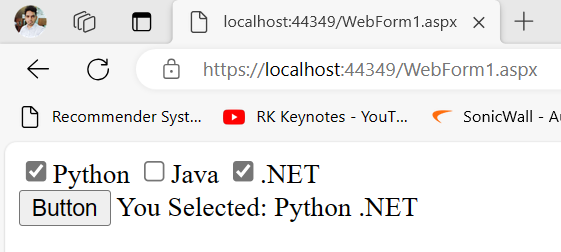 localhost:44349/WebForm1.aspx
https://localhost:44349/WebForm1.aspx
Recommender Syst... RK Keynotes - YouT... SonicWall - Au
Python Java .NET
Button You Selected: Python .NET